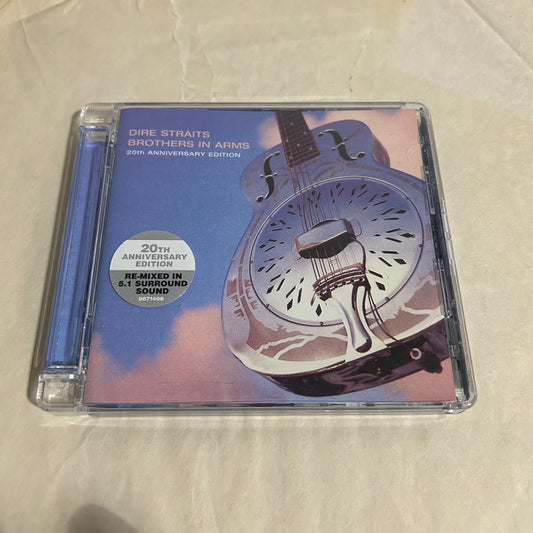 DIRE STRAITS
BROTHERS IN ARMS
20th ANNIVERSARY EDITION
20TH
ANNIVERSARY
EDITION
RE-MIXED IN
5.1 SURROUND
SOUND
9871498